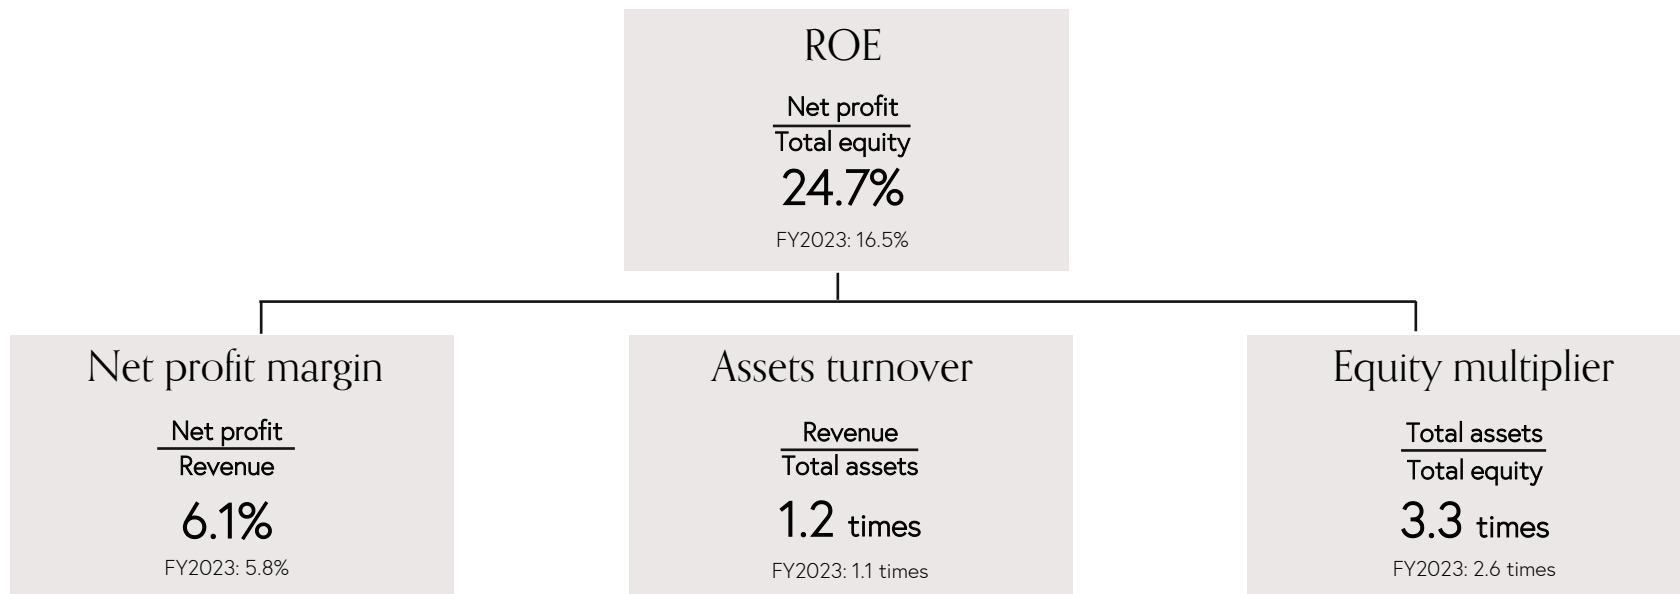 ROE
Net profit
Total equity
24.7%
FY2023: 16.5%
Net profit margin
Net profit
Revenue
6.1%
FY2023: 5.8%
Assets turnover
Revenue
Total assets
1.2 times
FY2023: 1.1 times
Equity multiplier
Total assets
Total equity
3.3 times
FY2023: 2.6 times